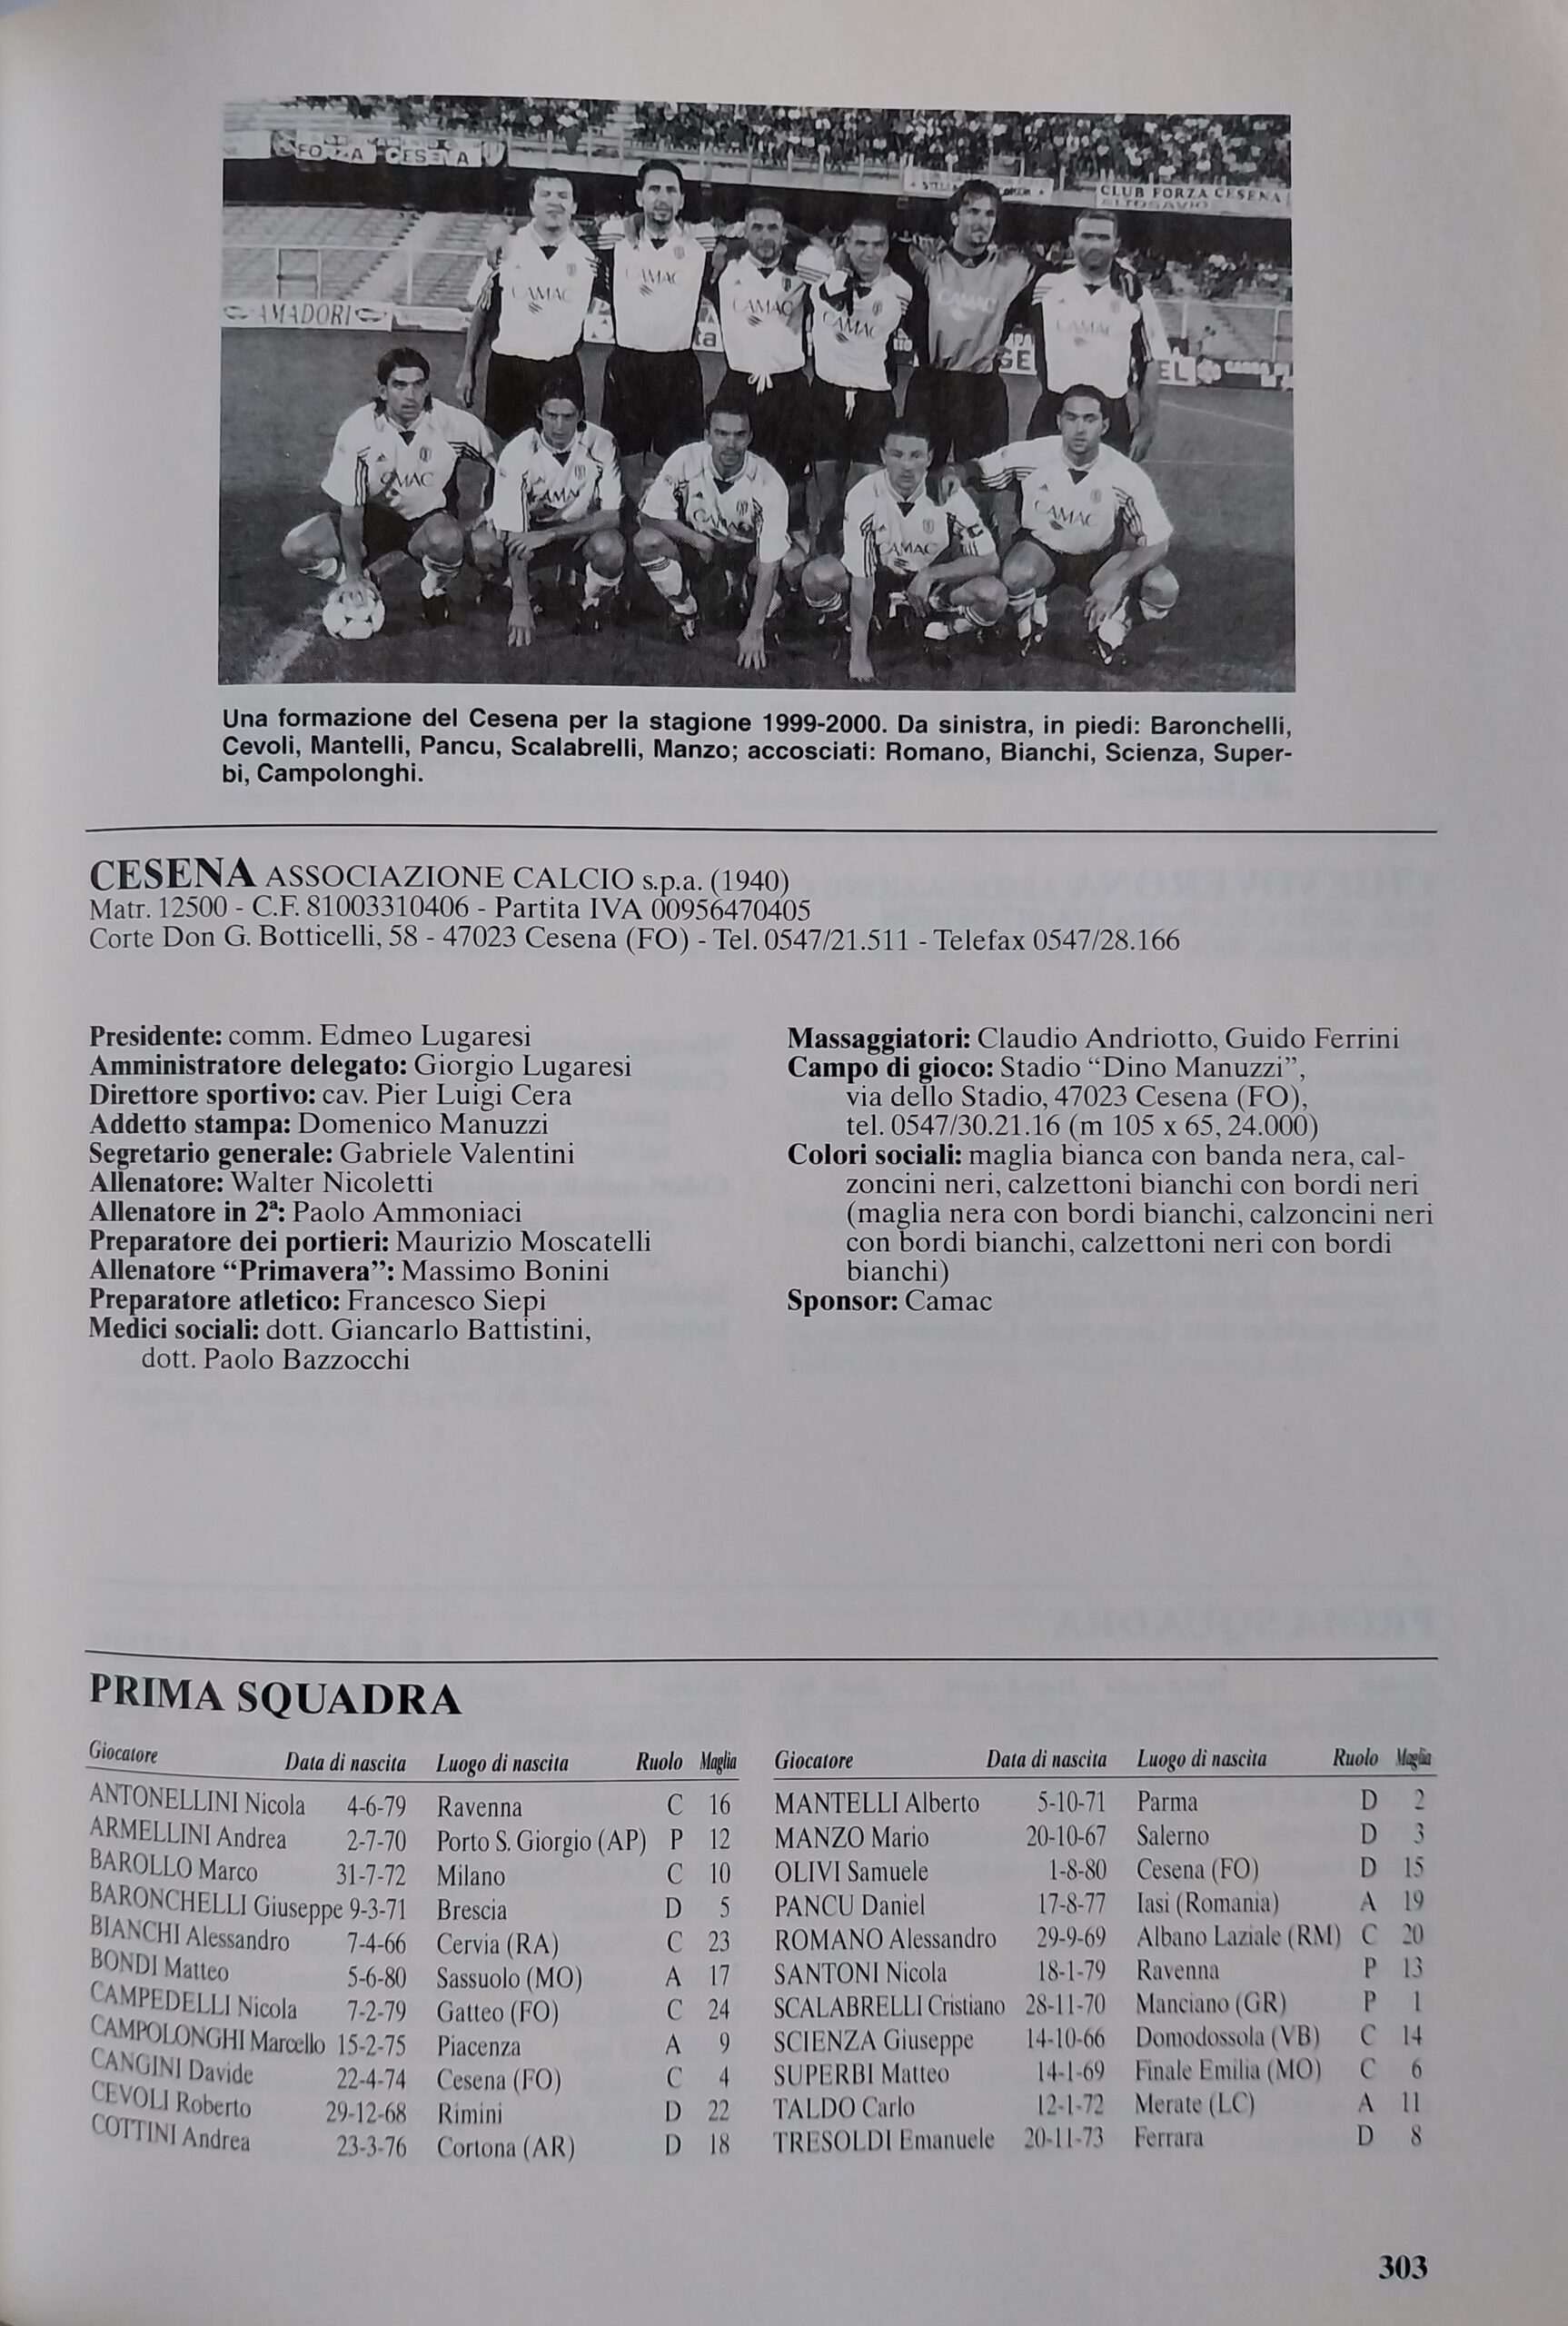 FORZA CESENA
CLUB FORZA CESENA
ALTOSAVIO
AMADORI
CAMAC
CAMAC
CAMAC
CAMAC
CAMAC
CAMAC
CAMAC
CAMAC
CAMAC
CAMAC
Una formazione del Cesena per la stagione 1999-2000. Da sinistra, in piedi: Baronchelli,
Cevoli, Mantelli, Pancu, Scalabrelli, Manzo; accosciati: Romano, Bianchi, Scienza, Super-
bi, Campolonghi.
CESENA ASSOCIAZIONE CALCIO s.p.a. (1940)
Matr. 12500 - C.F. 81003310406 - Partita IVA 00956470405
Corte Don G. Botticelli, 58 - 47023 Cesena (FO) - Tel. 0547/21.511 - Telefax 0547/28.166
Presidente: comm. Edmeo Lugaresi
Amministratore delegato: Giorgio Lugaresi
Direttore sportivo: cav. Pier Luigi Cera
Addetto stampa: Domenico Manuzzi
Segretario generale: Gabriele Valentini
Allenatore: Walter Nicoletti
Allenatore in 2ª: Paolo Ammoniaci
Preparatore dei portieri: Maurizio Moscatelli
Allenatore “Primavera”: Massimo Bonini
Preparatore atletico: Francesco Siepi
Medici sociali: dott. Giancarlo Battistini,
dott. Paolo Bazzocchi
Massaggiatori: Claudio Andriotto, Guido Ferrini
Campo di gioco: Stadio “Dino Manuzzi”,
via dello Stadio, 47023 Cesena (FO),
tel. 0547/30.21.16 (m 105 x 65, 24.000)
Colori sociali: maglia bianca con banda nera, cal-
zoncini neri, calzettoni bianchi con bordi neri
(maglia nera con bordi bianchi, calzoncini neri
con bordi bianchi, calzettoni neri con bordi
bianchi)
Sponsor: Camac
PRIMA SQUADRA
Giocatore Data di nascita Luogo di nascita Ruolo Maglia
ANTONELLINI Nicola 4-6-79 Ravenna C 16
ARMELLINI Andrea 2-7-70 Porto S. Giorgio (AP) P 12
BAROLLO Marco 31-7-72 Milano C 10
BARONCHELLI Giuseppe 9-3-71 Brescia D 5
BIANCHI Alessandro 7-4-66 Cervia (RA) C 23
BONDI Matteo 5-6-80 Sassuolo (MO) A 17
CAMPEDELLI Nicola 7-2-79 Gatteo (FO) C 24
CAMPOLONGHI Marcello 15-2-75 Piacenza A 9
CANGINI Davide 22-4-74 Cesena (FO) C 4
CEVOLI Roberto 29-12-68 Rimini D 22
COTTINI Andrea 23-3-76 Cortona (AR) D 18
Giocatore Data di nascita Luogo di nascita Ruolo Maglia
MANTELLI Alberto 5-10-71 Parma D 2
MANZO Mario 20-10-67 Salerno D 3
OLIVI Samuele 1-8-80 Cesena (FO) D 15
PANCU Daniel 17-8-77 Iasi (Romania) A 19
ROMANO Alessandro 29-9-69 Albano Laziale (RM) C 20
SANTONI Nicola 18-1-79 Ravenna P 13
SCALABRELLI Cristiano 28-11-70 Manciano (GR) P 1
SCIENZA Giuseppe 14-10-66 Domodossola (VB) C 14
SUPERBI Matteo 14-1-69 Finale Emilia (MO) C 6
TALDO Carlo 12-1-72 Merate (LC) A 11
TRESOLDI Emanuele 20-11-73 Ferrara D 8
303